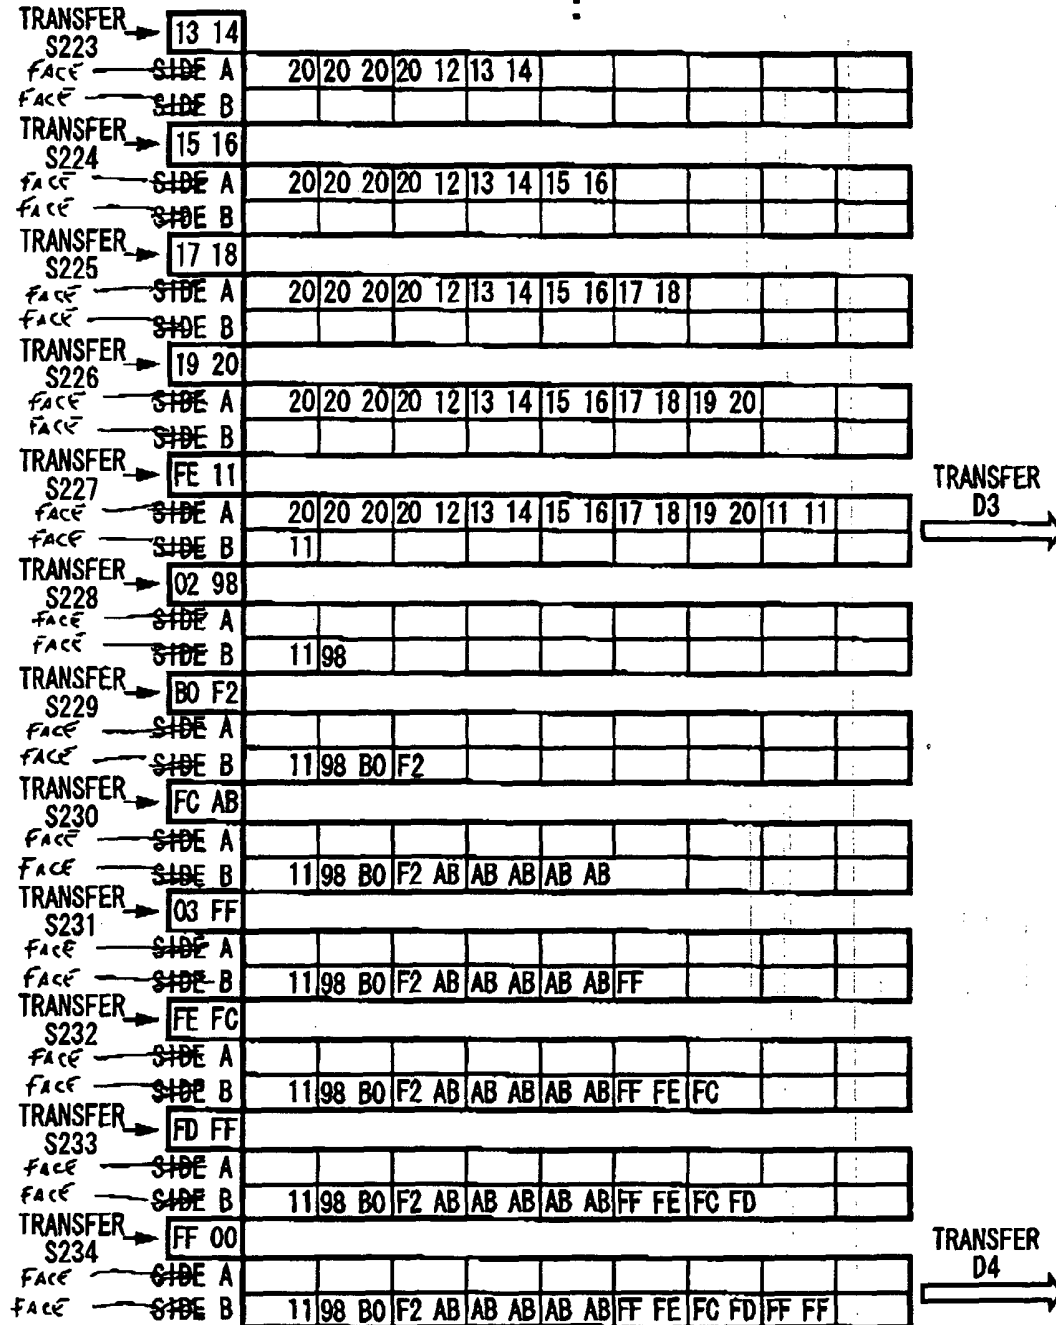 TRANSFER S223 13 14
FACE SIDE A 20 20 20 20 12 13 14
FACE SIDE B
TRANSFER S224 15 16
FACE SIDE A 20 20 20 20 12 13 14 15 16
FACE SIDE B
TRANSFER S225 17 18
FACE SIDE A 20 20 20 20 12 13 14 15 16 17 18
FACE SIDE B
TRANSFER S226 19 20
FACE SIDE A 20 20 20 20 12 13 14 15 16 17 18 19 20
FACE SIDE B
TRANSFER S227 FE 11
FACE SIDE A 20 20 20 20 12 13 14 15 16 17 18 19 20 11 11
TRANSFER D3
FACE SIDE B 11
TRANSFER S228 02 98
FACE SIDE A
FACE SIDE B 11 98
TRANSFER S229 B0 F2
FACE SIDE A
FACE SIDE B 11 98 B0 F2
TRANSFER S230 FC AB
FACE SIDE A
FACE SIDE B 11 98 B0 F2 AB AB AB AB AB
TRANSFER S231 03 FF
FACE SIDE A
FACE SIDE B 11 98 B0 F2 AB AB AB AB AB FF
TRANSFER S232 FE FC
FACE SIDE A
FACE SIDE B 11 98 B0 F2 AB AB AB AB AB FF FE FC
TRANSFER S233 FD FF
FACE SIDE A
FACE SIDE B 11 98 B0 F2 AB AB AB AB AB FF FE FC FD
TRANSFER S234 FF 00
FACE SIDE A
TRANSFER D4
FACE SIDE B 11 98 B0 F2 AB AB AB AB AB FF FE FC FD FF FF